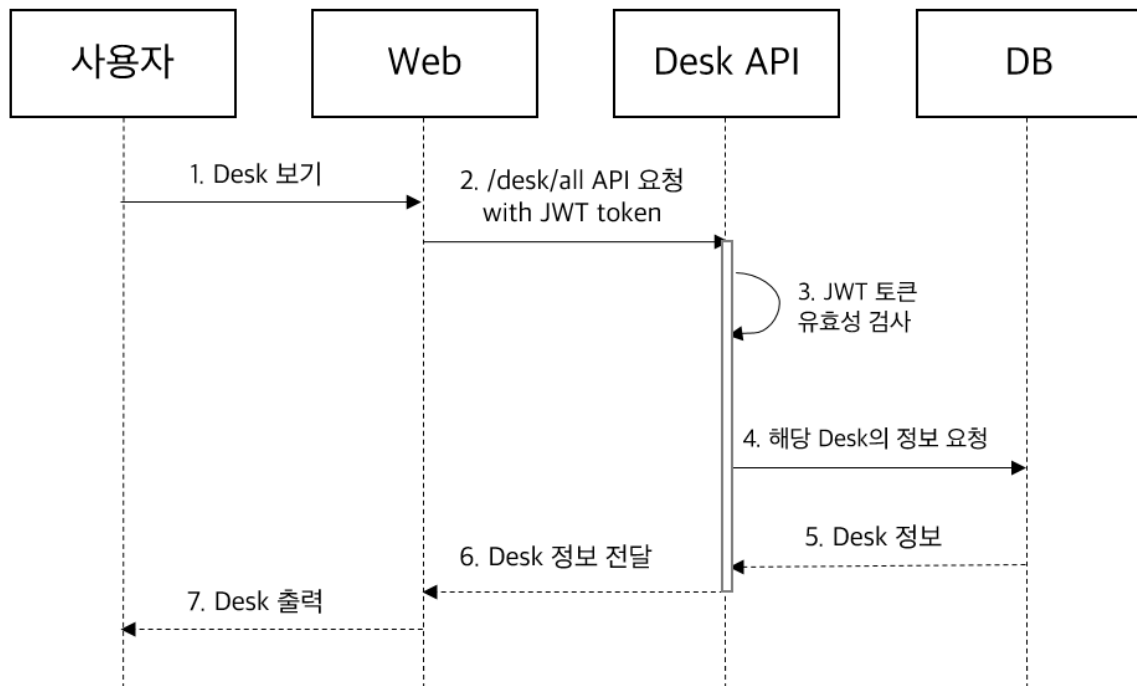 사용자
Web
Desk API
DB
1. Desk 보기
2. /desk/all API 요청
with JWT token
3. JWT 토큰
유효성 검사
4. 해당 Desk의 정보 요청
5. Desk 정보
6. Desk 정보 전달
7. Desk 출력